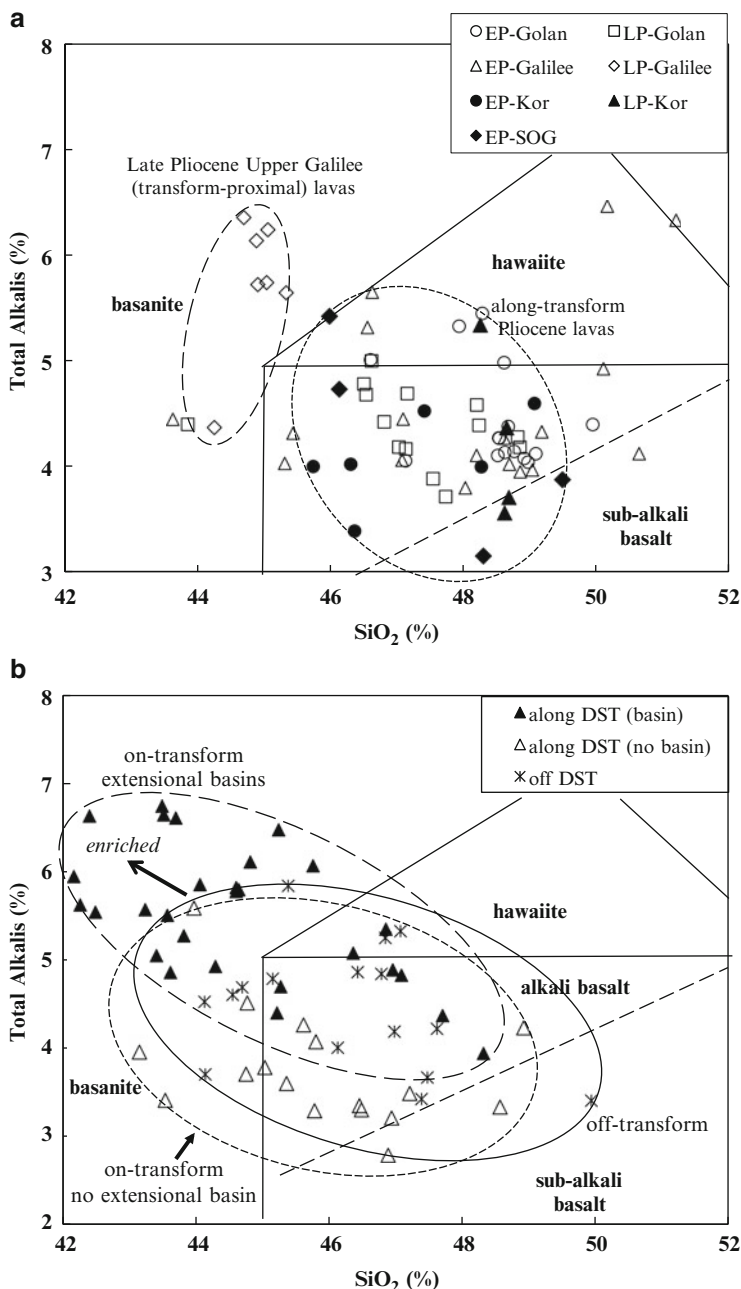 a
8
7
6
5
4
3
Total Alkalis (%)
EP-Golan LP-Golan
EP-Galilee LP-Galilee
EP-Kor LP-Kor
EP-SOG
Late Pliocene Upper Galilee
(transform-proximal) lavas
basanite
hawaiite
along-transform
Pliocene lavas
sub-alkali
basalt
42 44 46 48 50 52
SiO₂ (%)
b
8
7
6
5
4
3
2
Total Alkalis (%)
along DST (basin)
along DST (no basin)
off DST
on-transform
extensional basins
enriched
hawaiite
alkali basalt
basanite
off-transform
on-transform
no extensional basin
sub-alkali
basalt
42 44 46 48 50 52
SiO₂ (%)